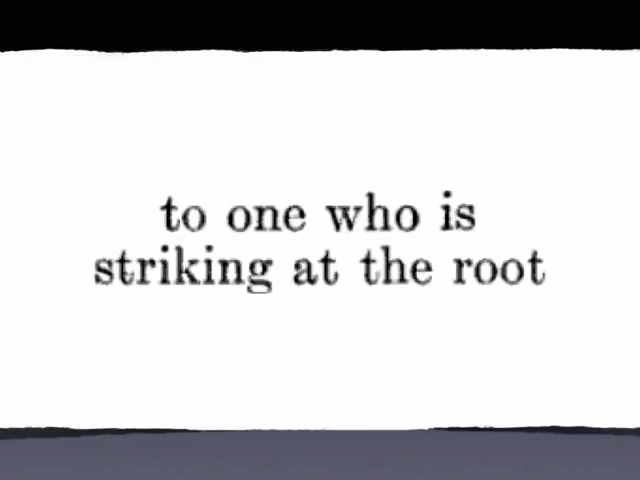 to one who is
striking at the root